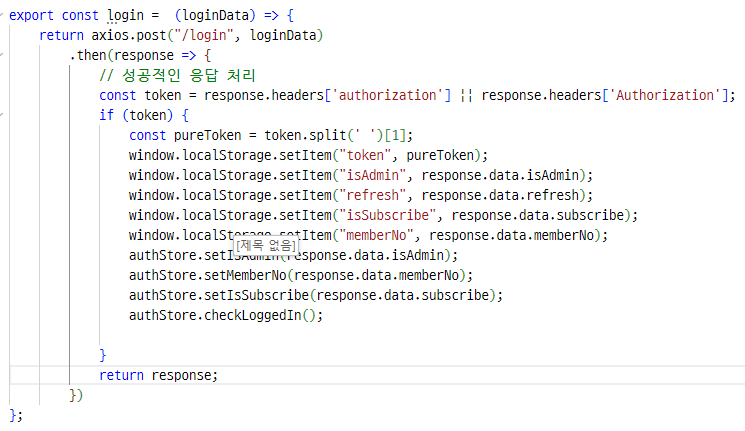 export const login =  (loginData) => {
    return axios.post("/login", loginData)
        .then(response => {
            // 성공적인 응답 처리
            const token = response.headers['authorization'] || response.headers['Authorization'];
            if (token) {
                const pureToken = token.split(' ')[1];
                window.localStorage.setItem("token", pureToken);
                window.localStorage.setItem("isAdmin", response.data.isAdmin);
                window.localStorage.setItem("refresh", response.data.refresh);
                window.localStorage.setItem("isSubscribe", response.data.subscribe);
                window.localStorage.setItem("memberNo", response.data.memberNo);
[제목 없음]
                authStore.setIsAdmin(response.data.isAdmin);
                authStore.setMemberNo(response.data.memberNo);
                authStore.setIsSubscribe(response.data.subscribe);
                authStore.checkLoggedIn();
            }
            return response;
        })
};